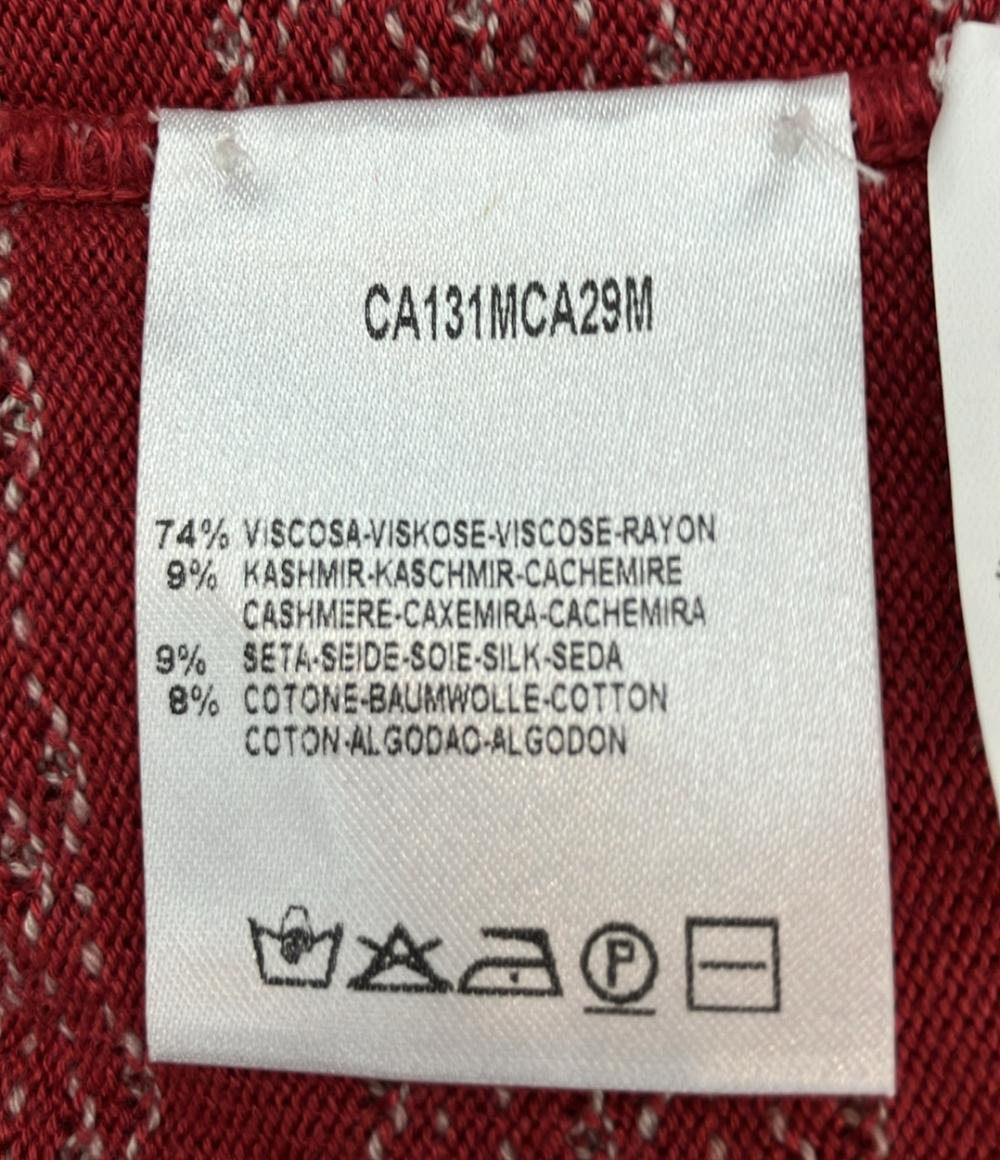 CA131MCA29M
74% VISCOSA-VISKOSE-VISCOSE-RAYON
9% KASHMIR-KASCHMIR-CACHEMIRE
CASHMERE-CAXEMIRA-CACHEMIRA
9% SETA-SEIDE-SOIE-SILK-SEDA
8% COTONE-BAUMWOLLE-COTTON
COTON-ALGODAO-ALGODON
P